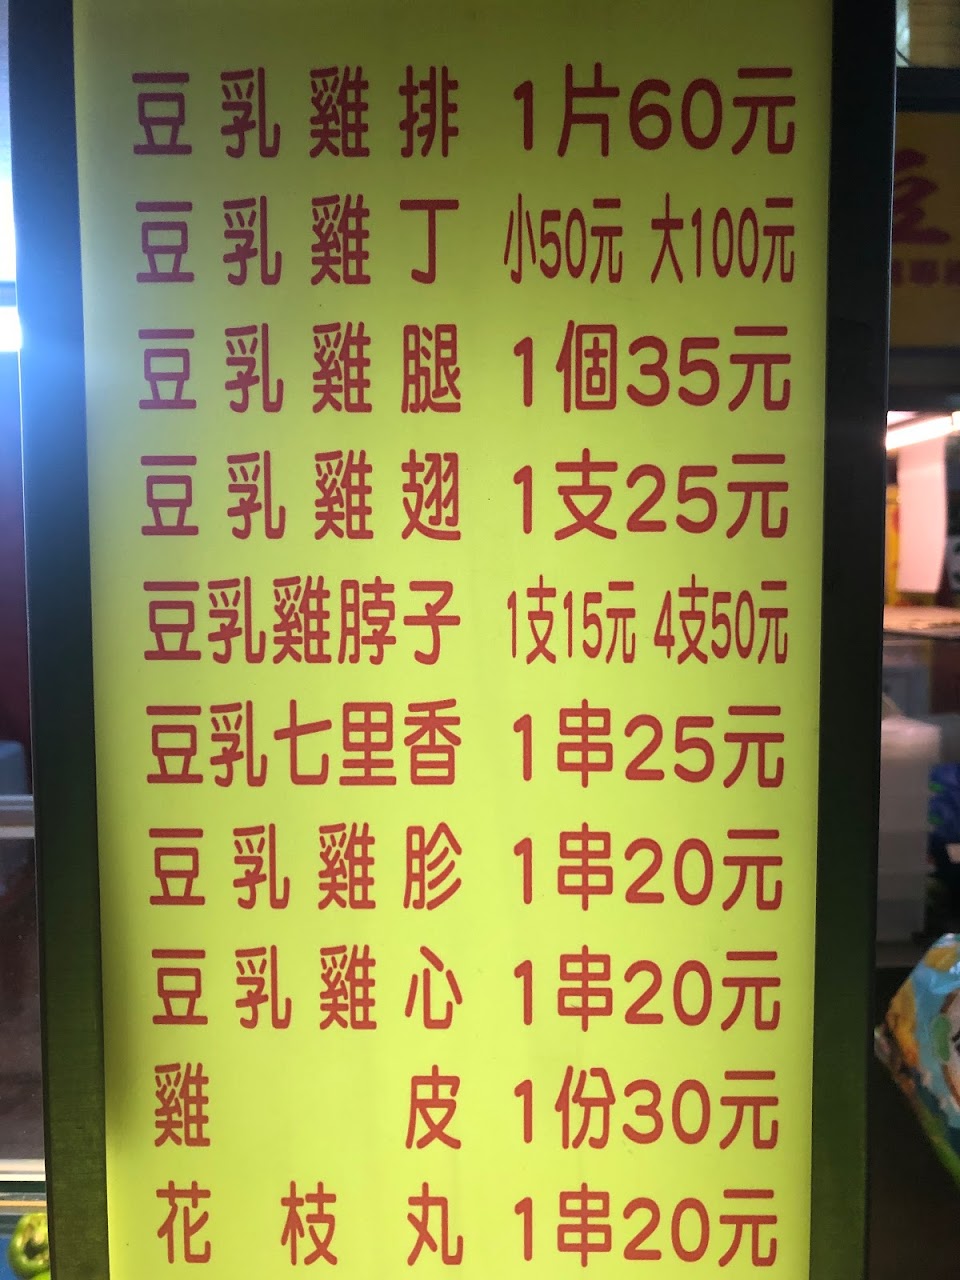 豆乳雞排 1片60元
豆乳雞丁 小50元 大100元
豆乳雞腿 1個35元
豆乳雞翅 1支25元
豆乳雞脖子 1支15元 4支50元
豆乳七里香 1串25元
豆乳雞胗 1串20元
豆乳雞心 1串20元
雞皮 1份30元
花枝丸 1串20元
豆